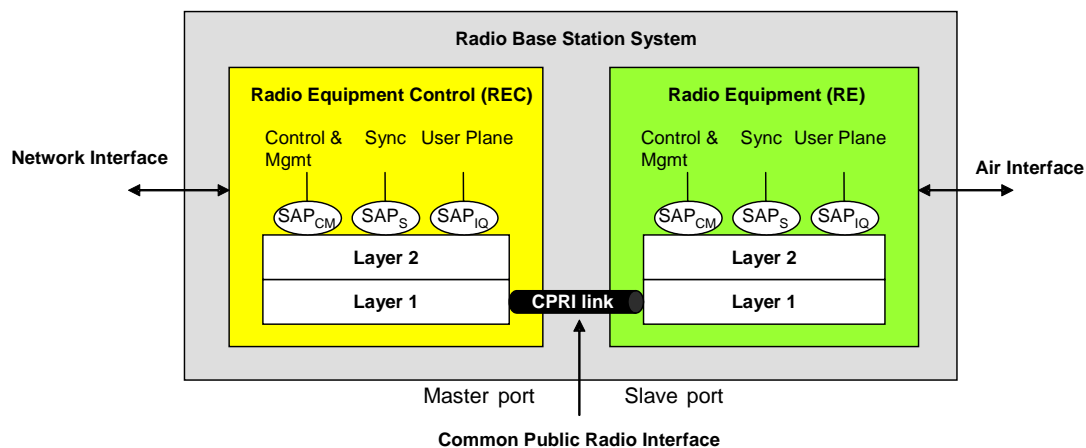 Radio Base Station System
Radio Equipment Control (REC)
Control & Mgmt
Sync
User Plane
SAPCM
SAPS
SAPIQ
Layer 2
Layer 1
Radio Equipment (RE)
Control & Mgmt
Sync
User Plane
SAPCM
SAPS
SAPIQ
Layer 2
Layer 1
Network Interface
Air Interface
CPRI link
Master port
Slave port
Common Public Radio Interface